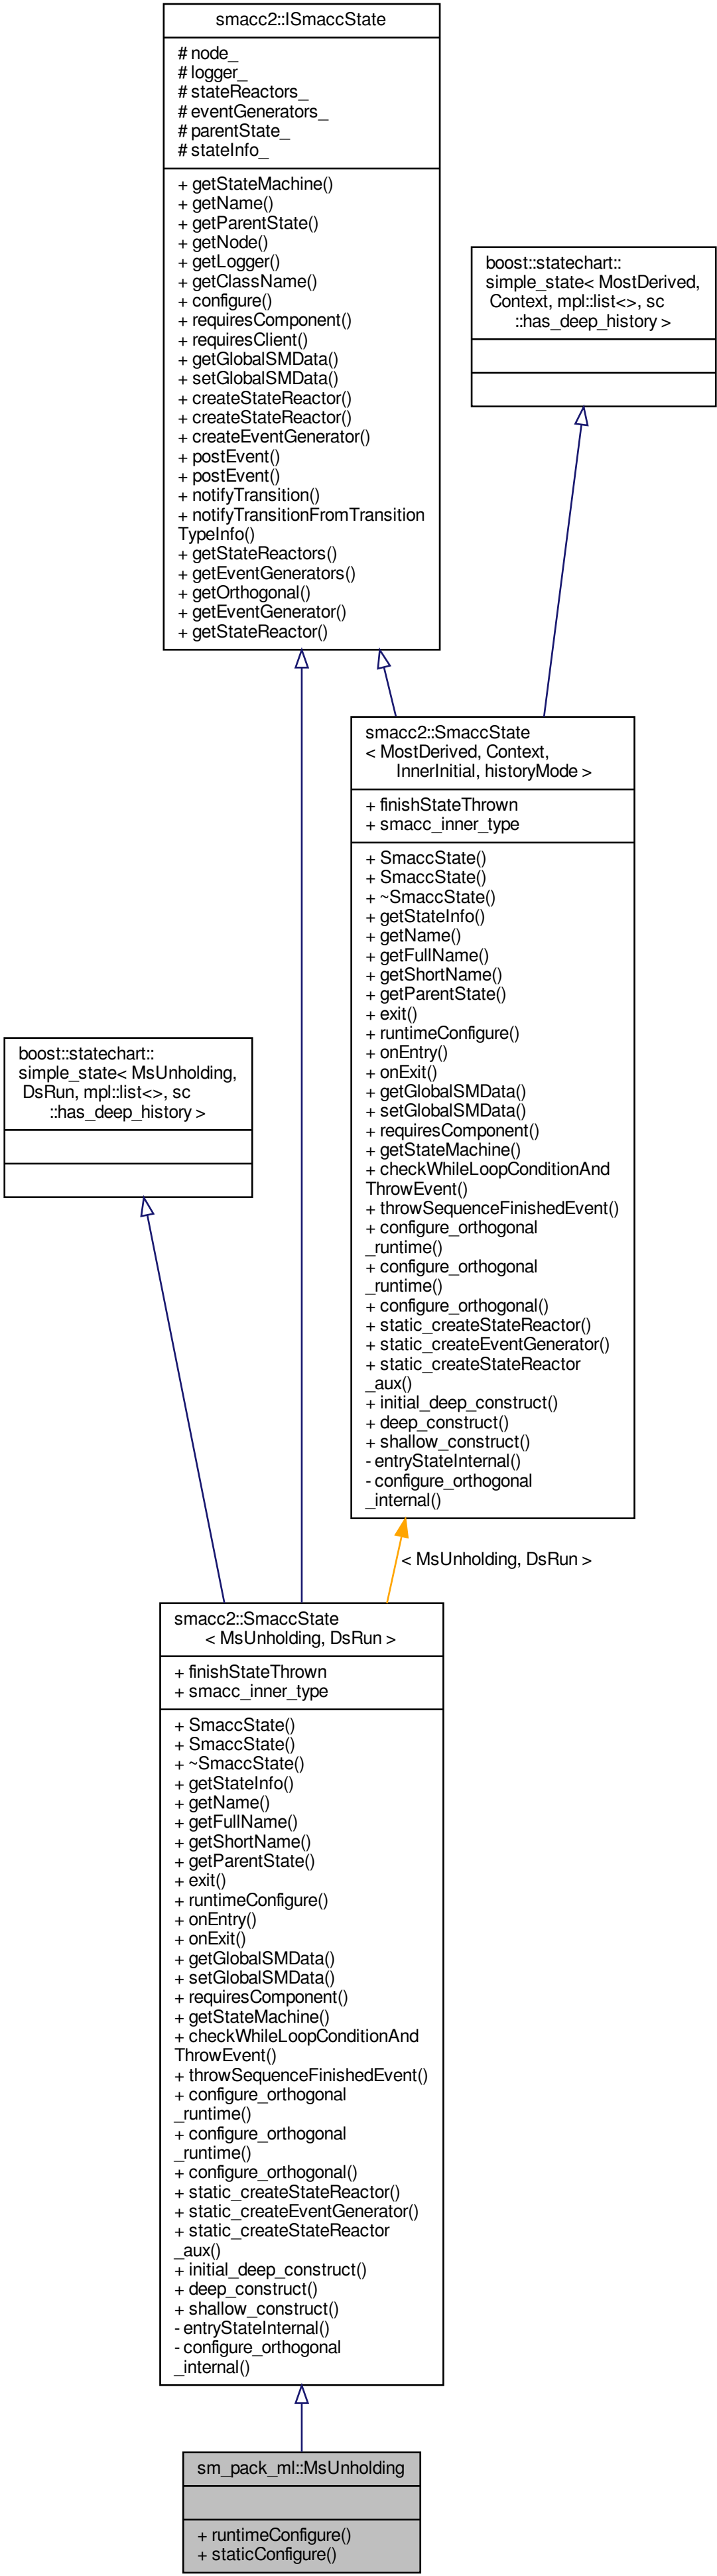 smacc2::ISmaccState
# node_
# logger_
# stateReactors_
# eventGenerators_
# parentState_
# stateInfo_
+ getStateMachine()
+ getName()
+ getParentState()
+ getNode()
+ getLogger()
+ getClassName()
+ configure()
+ requiresComponent()
+ requiresClient()
+ getGlobalSMData()
+ setGlobalSMData()
+ createStateReactor()
+ createStateReactor()
+ createEventGenerator()
+ postEvent()
+ postEvent()
+ notifyTransition()
+ notifyTransitionFromTransition
TypeInfo()
+ getStateReactors()
+ getEventGenerators()
+ getOrthogonal()
+ getEventGenerator()
+ getStateReactor()
boost::statechart::
simple_state< MostDerived,
Context, mpl::list<>, sc
::has_deep_history >
smacc2::SmaccState
< MostDerived, Context,
InnerInitial, historyMode >
+ finishStateThrown
+ smacc_inner_type
+ SmaccState()
+ SmaccState()
+ ~SmaccState()
+ getStateInfo()
+ getName()
+ getFullName()
+ getShortName()
+ getParentState()
+ exit()
+ runtimeConfigure()
+ onEntry()
+ onExit()
+ getGlobalSMData()
+ setGlobalSMData()
+ requiresComponent()
+ getStateMachine()
+ checkWhileLoopConditionAnd
ThrowEvent()
+ throwSequenceFinishedEvent()
+ configure_orthogonal
_runtime()
+ configure_orthogonal
_runtime()
+ configure_orthogonal()
+ static_createStateReactor()
+ static_createEventGenerator()
+ static_createStateReactor
_aux()
+ initial_deep_construct()
+ deep_construct()
+ shallow_construct()
- entryStateInternal()
- configure_orthogonal
_internal()
boost::statechart::
simple_state< MsUnholding,
DsRun, mpl::list<>, sc
::has_deep_history >
< MsUnholding, DsRun >
smacc2::SmaccState
< MsUnholding, DsRun >
+ finishStateThrown
+ smacc_inner_type
+ SmaccState()
+ SmaccState()
+ ~SmaccState()
+ getStateInfo()
+ getName()
+ getFullName()
+ getShortName()
+ getParentState()
+ exit()
+ runtimeConfigure()
+ onEntry()
+ onExit()
+ getGlobalSMData()
+ setGlobalSMData()
+ requiresComponent()
+ getStateMachine()
+ checkWhileLoopConditionAnd
ThrowEvent()
+ throwSequenceFinishedEvent()
+ configure_orthogonal
_runtime()
+ configure_orthogonal
_runtime()
+ configure_orthogonal()
+ static_createStateReactor()
+ static_createEventGenerator()
+ static_createStateReactor
_aux()
+ initial_deep_construct()
+ deep_construct()
+ shallow_construct()
- entryStateInternal()
- configure_orthogonal
_internal()
sm_pack_ml::MsUnholding
+ runtimeConfigure()
+ staticConfigure()